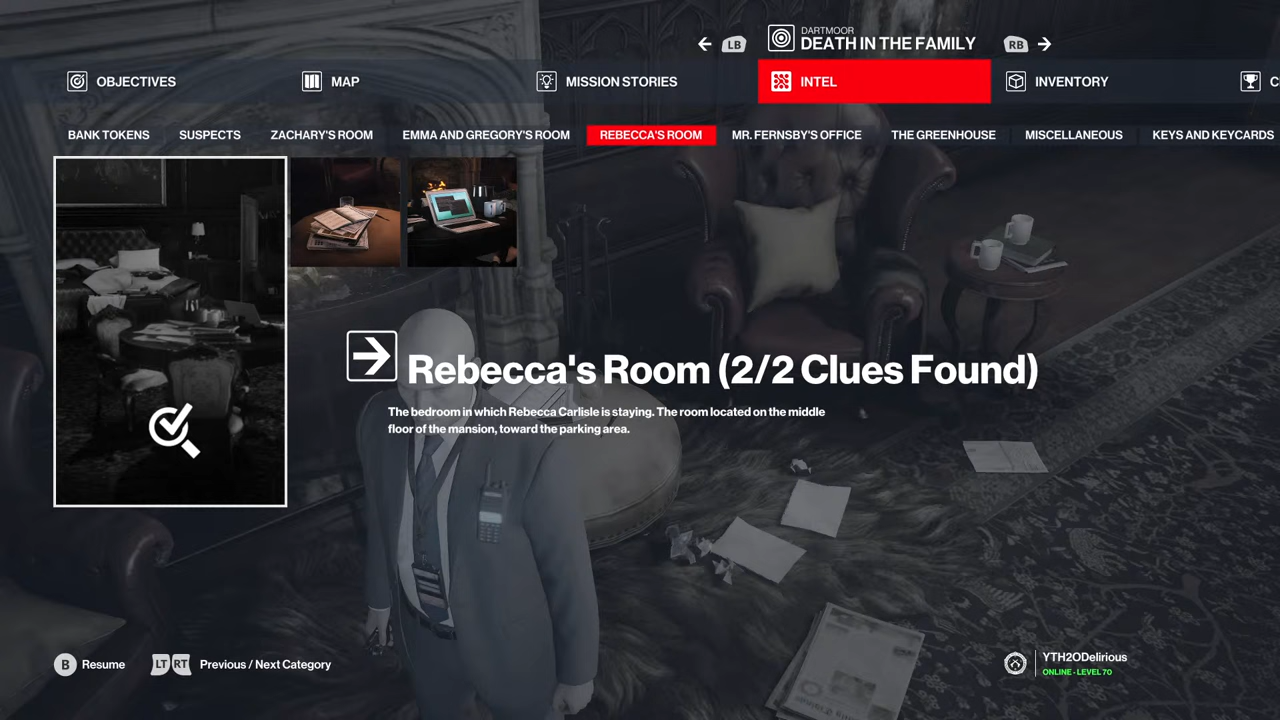 LB
DARTMOOR
DEATH IN THE FAMILY
RB
OBJECTIVES
MAP
MISSION STORIES
INTEL
INVENTORY
C
BANK TOKENS
SUSPECTS
ZACHARY'S ROOM
EMMA AND GREGORY'S ROOM
REBECCA'S ROOM
MR. FERNSBY'S OFFICE
THE GREENHOUSE
MISCELLANEOUS
KEYS AND KEYCARDS
Rebecca's Room (2/2 Clues Found)
The bedroom in which Rebecca Carlisle is staying. The room located on the middle
floor of the mansion, toward the parking area.
B Resume
LT RT Previous / Next Category
YTH2ODelirious
ONLINE - LEVEL 70